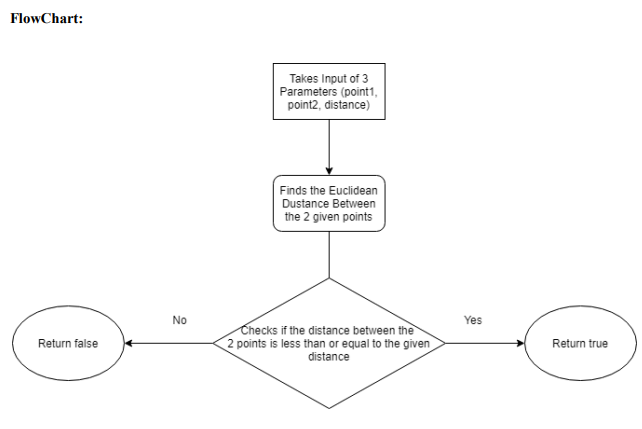 FlowChart:
Takes Input of 3
Parameters (point1,
point2, distance)
Finds the Euclidean
Dustance Between
the 2 given points
No
Yes
Checks if the distance between the
2 points is less than or equal to the given
distance
Return false
Return true